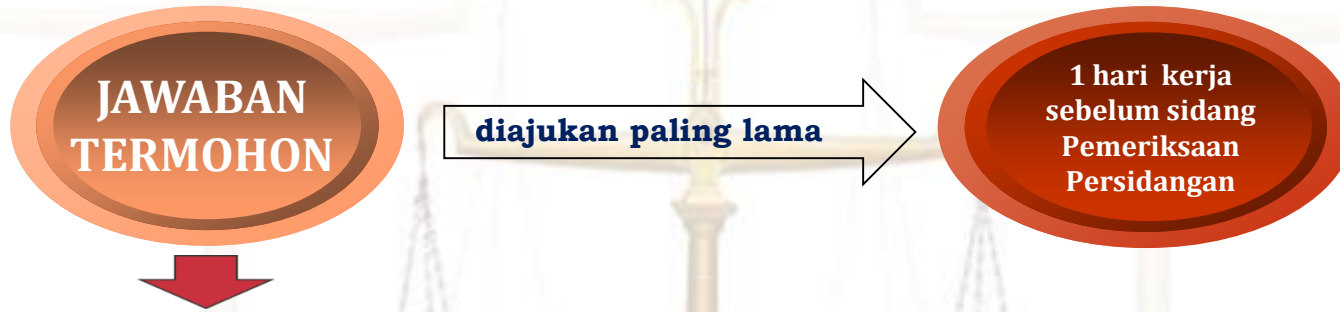 JAWABAN
TERMOHON
diajukan paling lama
1 hari kerja
sebelum sidang
Pemeriksaan
Persidangan